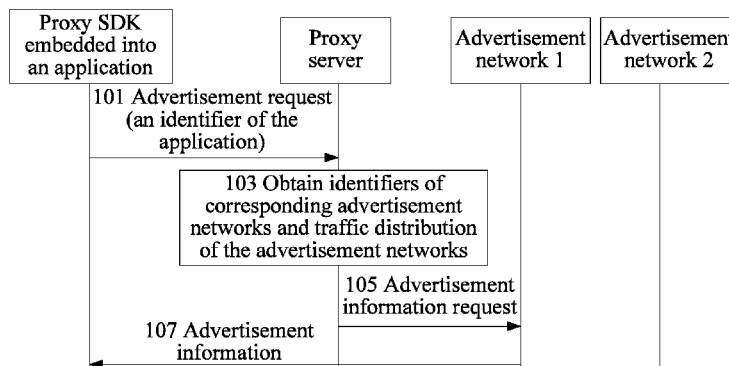 Proxy SDK
embedded into
an application
Proxy
server
Advertisement
network 1
Advertisement
network 2
101 Advertisement request
(an identifier of the
application)
103 Obtain identifiers of
corresponding advertisement
networks and traffic distribution
of the advertisement networks
105 Advertisement
information request
107 Advertisement
information